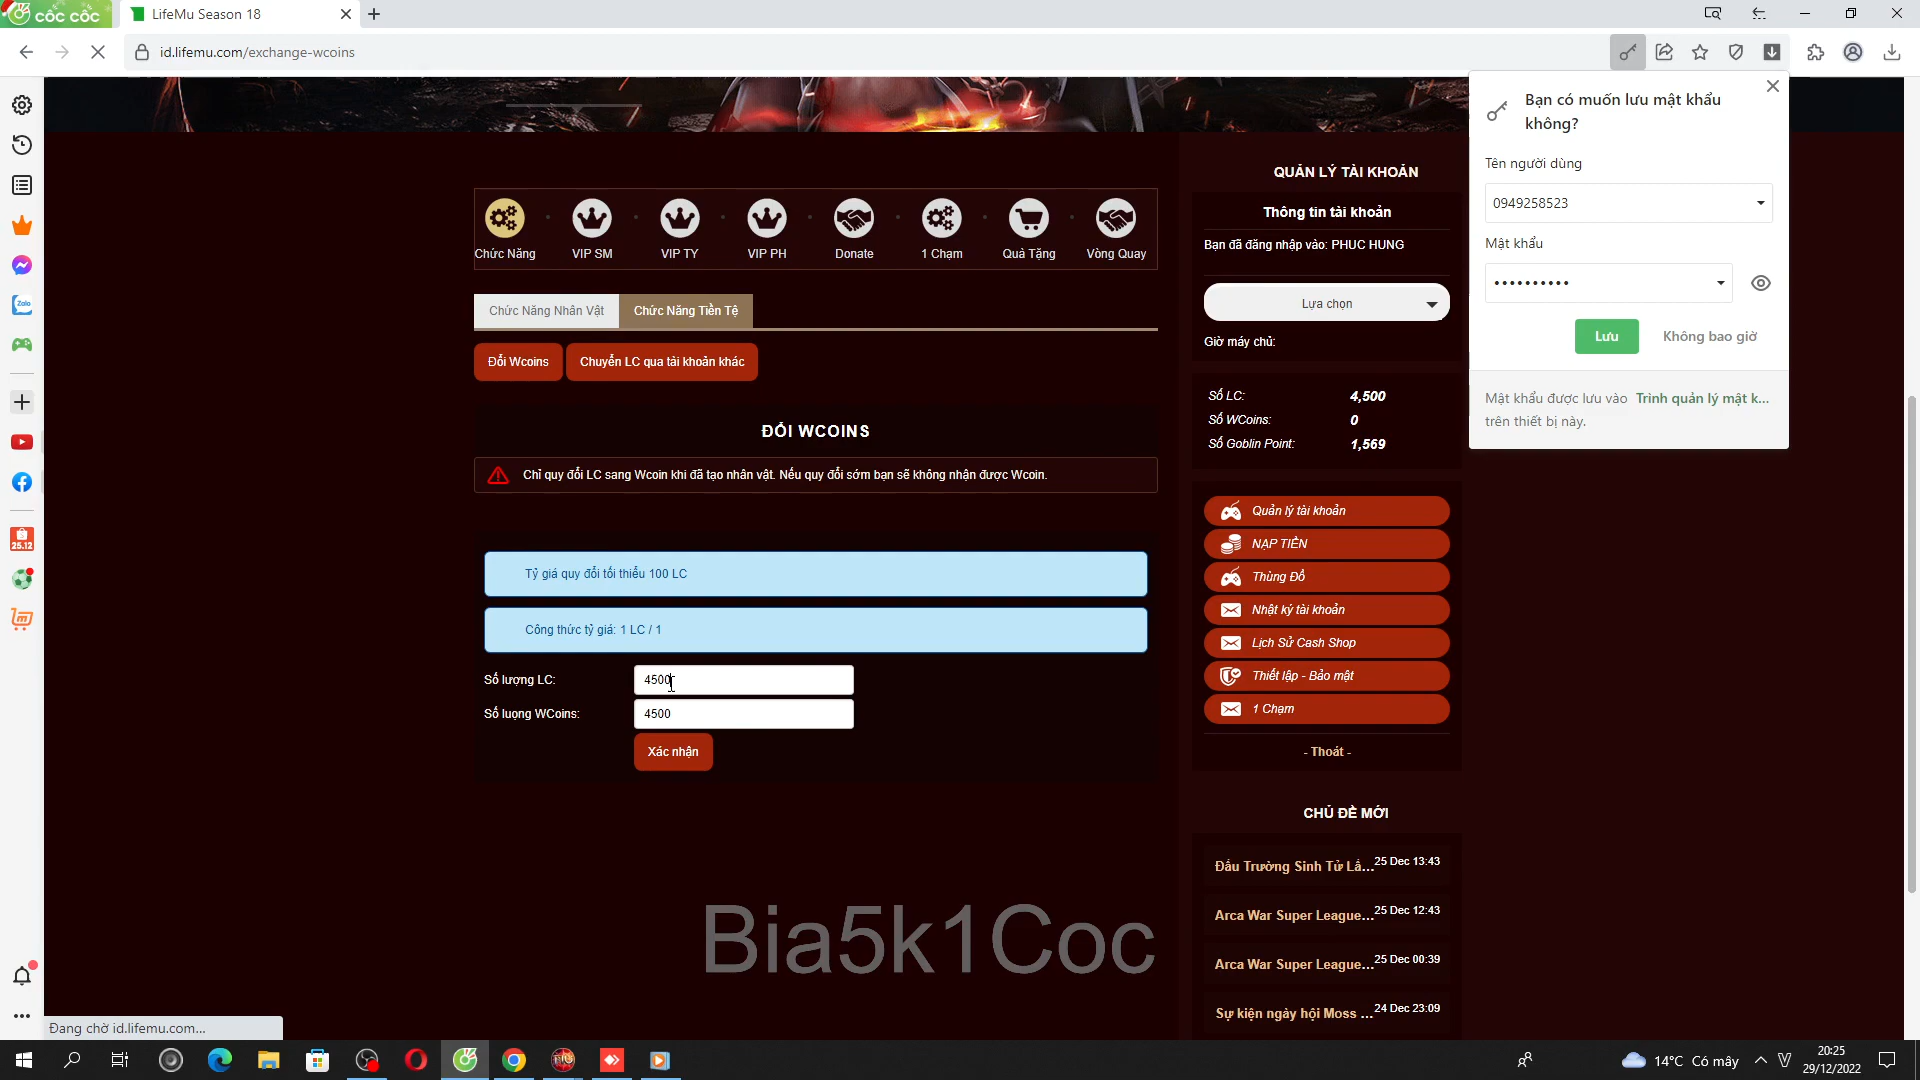 cốc cốc
LifeMu Season 18
id.lifemu.com/exchange-wcoins
Bạn có muốn lưu mật khẩu không?
Tên người dùng
0949258523
Mật khẩu
••••••••••
Lưu
Không bao giờ
Mật khẩu được lưu vào Trình quản lý mật k...
trên thiết bị này.
Chức Năng
VIP SM
VIP TY
VIP PH
Donate
1 Chạm
Quà Tặng
Vòng Quay
Chức Năng Nhân Vật
Chức Năng Tiền Tệ
Đổi Wcoins
Chuyển LC qua tài khoản khác
ĐỔI WCOINS
Chỉ quy đổi LC sang Wcoin khi đã tạo nhân vật. Nếu quy đổi sớm bạn sẽ không nhận được Wcoin.
Tỷ giá quy đổi tối thiểu 100 LC
Công thức tỷ giá: 1 LC / 1
Số lượng LC:
4500
Số luọng WCoins:
4500
Xác nhận
QUẢN LÝ TÀI KHOẢN
Thông tin tài khoản
Bạn đã đăng nhập vào: PHUC HUNG
Lựa chọn
Giờ máy chủ:
Số LC: 4,500
Số WCoins: 0
Số Goblin Point: 1,569
Quản lý tài khoản
NẠP TIỀN
Thùng Đồ
Nhật ký tài khoản
Lịch Sử Cash Shop
Thiết lập - Bảo mật
1 Chạm
- Thoát -
CHỦ ĐỀ MỚI
Đấu Trường Sinh Tử Lầ... 25 Dec 13:43
Arca War Super League... 25 Dec 12:43
Arca War Super League... 25 Dec 00:39
Sự kiện ngày hội Moss ... 24 Dec 23:09
Bia5k1Coc
Zalo
25.12
Đang chờ id.lifemu.com...
14°C Có mây
V
20:25
29/12/2022